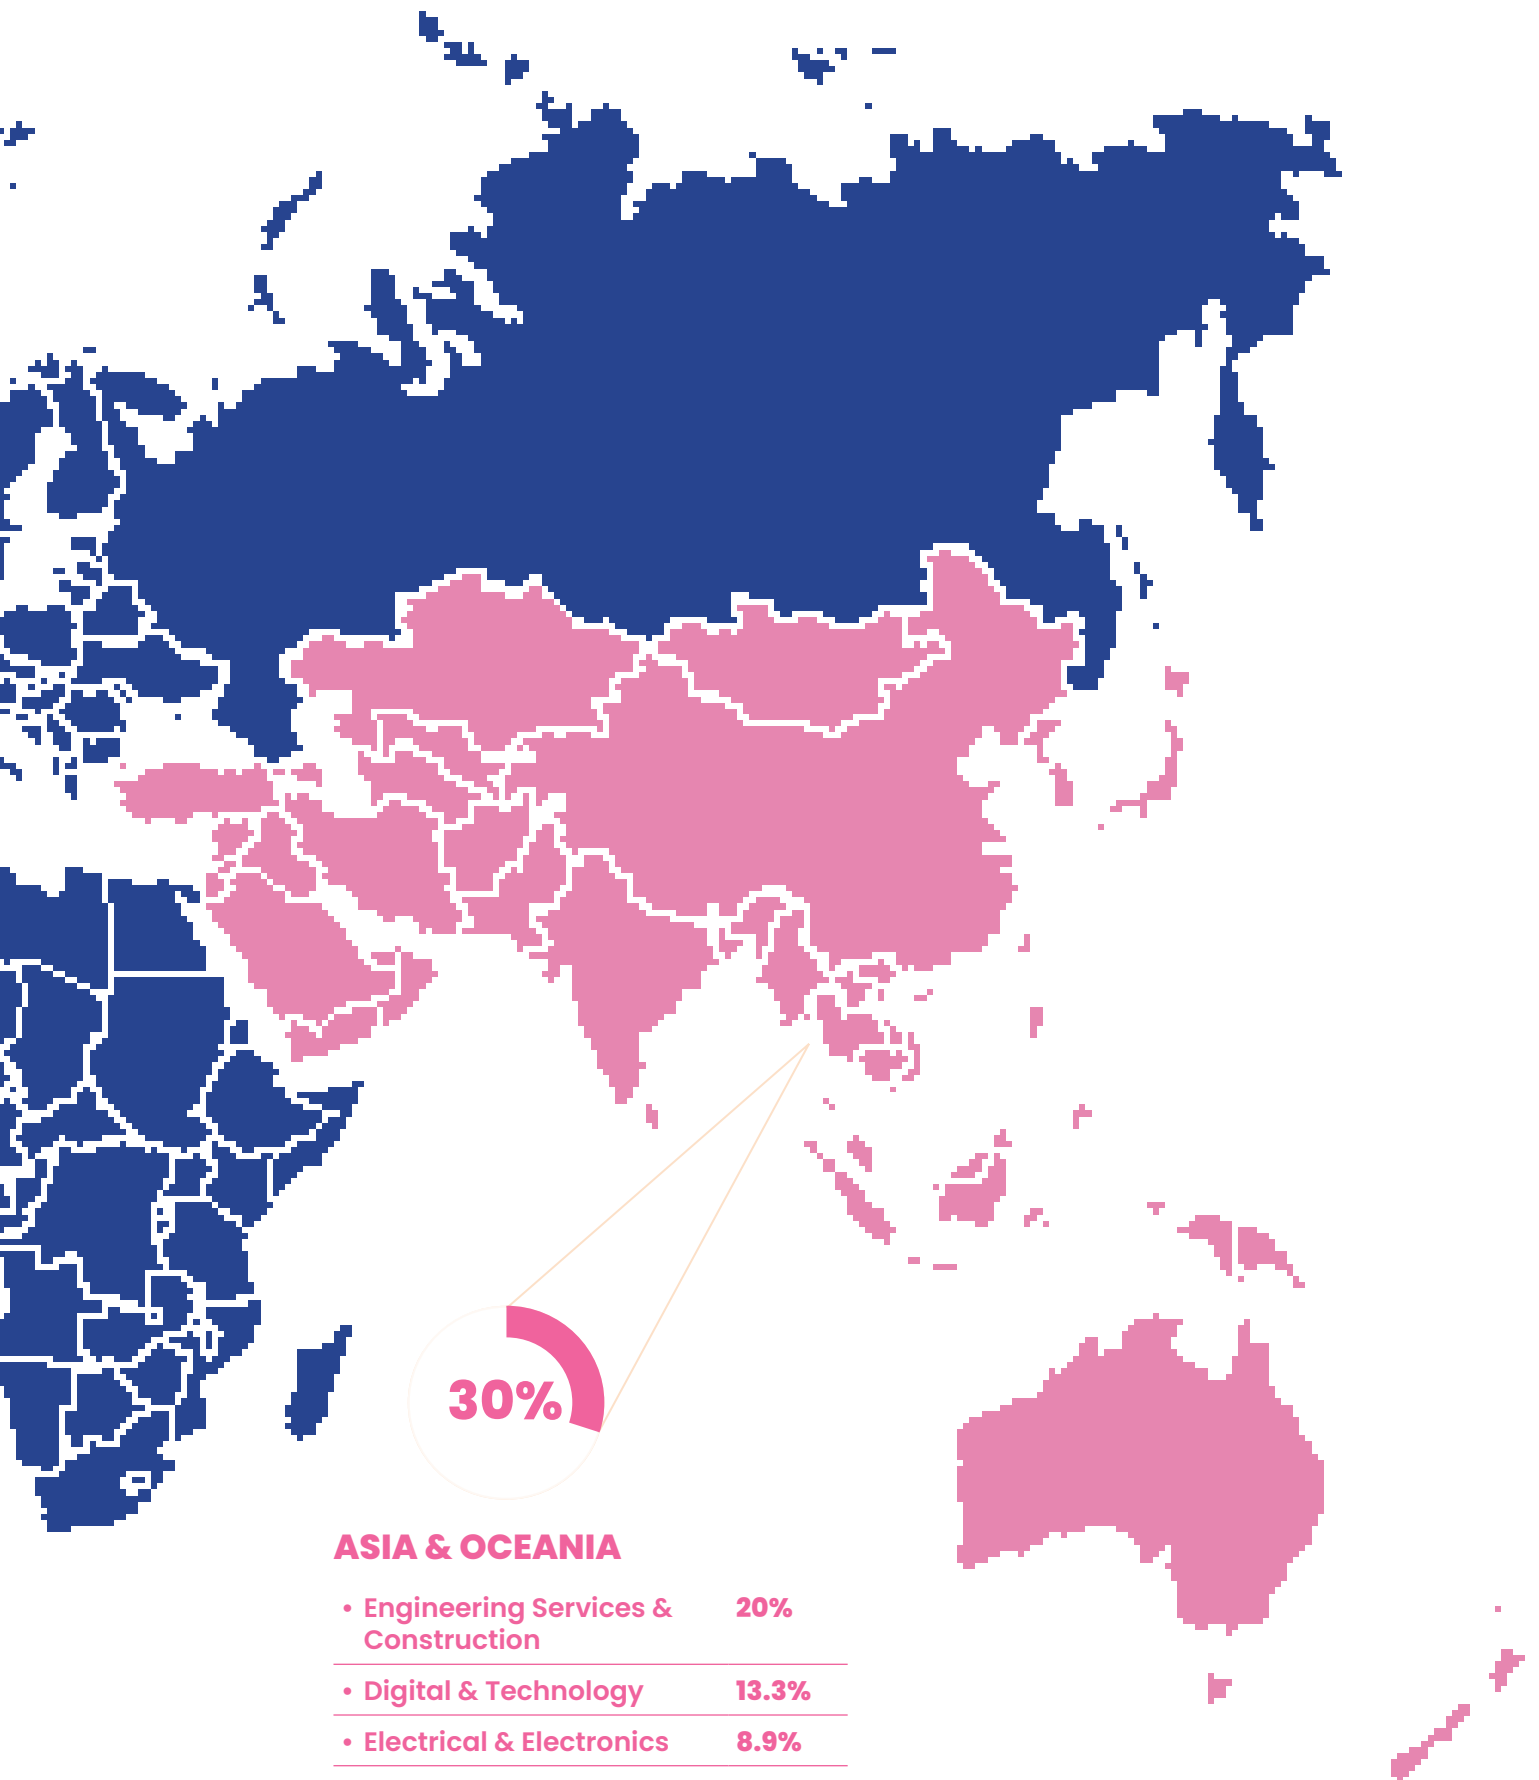 30%
ASIA & OCEANIA
• Engineering Services & 20%
Construction
• Digital & Technology 13.3%
• Electrical & Electronics 8.9%